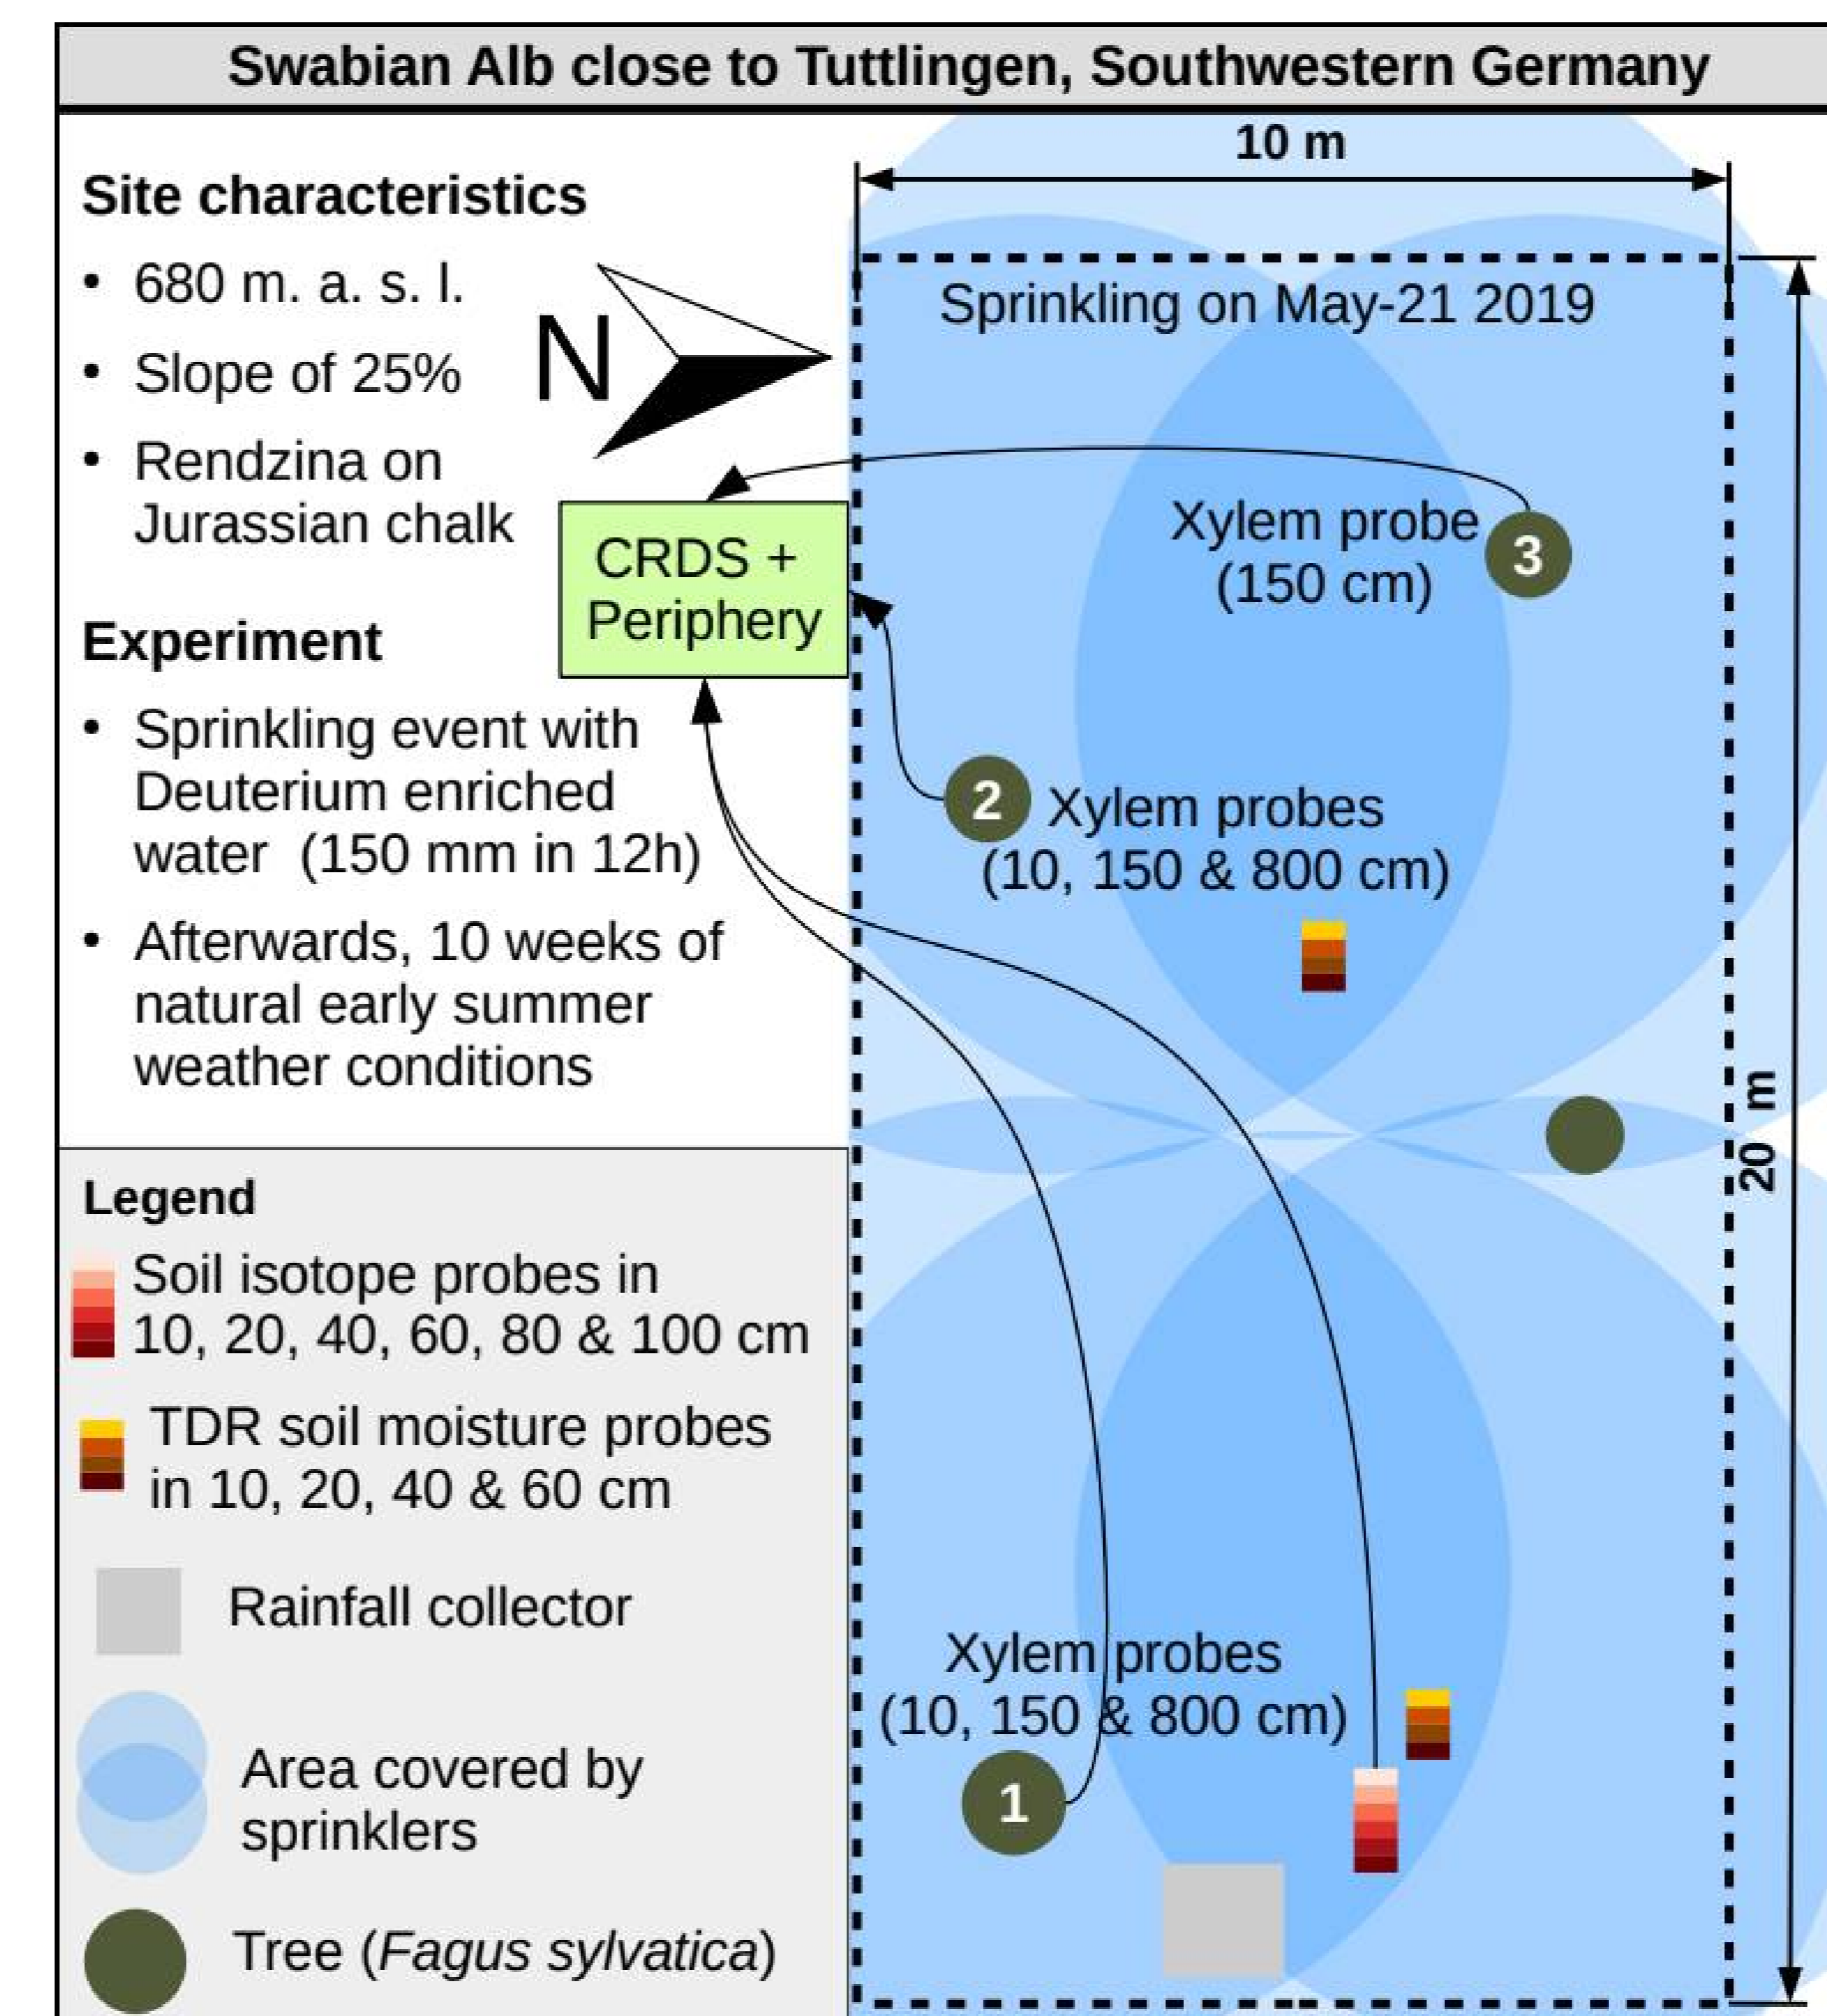 Swabian Alb close to Tuttlingen, Southwestern Germany
10 m
Site characteristics
• 680 m. a. s. l.
• Slope of 25%
• Rendzina on
Jurassian chalk
N
Sprinkling on May-21 2019
CRDS +
Periphery
Xylem probe
(150 cm)
3
Experiment
• Sprinkling event with
Deuterium enriched
water (150 mm in 12h)
• Afterwards, 10 weeks of
natural early summer
weather conditions
2
Xylem probes
(10, 150 & 800 cm)
20 m
Legend
Soil isotope probes in
10, 20, 40, 60, 80 & 100 cm
TDR soil moisture probes
in 10, 20, 40 & 60 cm
Rainfall collector
Area covered by
sprinklers
Tree (Fagus sylvatica)
Xylem probes
(10, 150 & 800 cm)
1